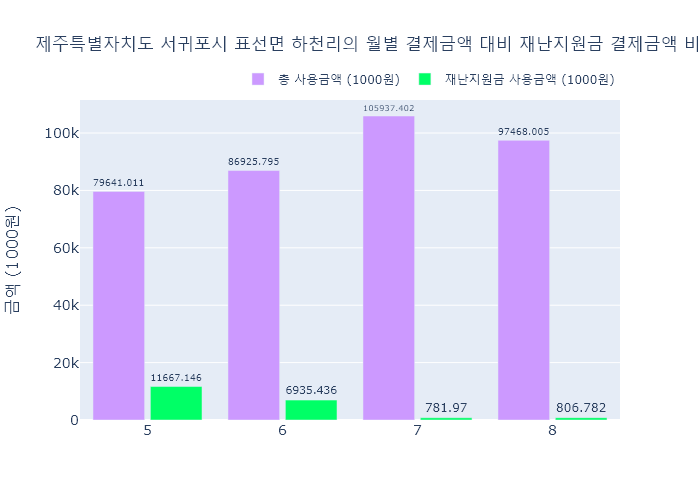 제주특별자치도 서귀포시 표선면 하천리의 월별 결제금액 대비 재난지원금 결제금액 비
총 사용금액 (1000원)
재난지원금 사용금액 (1000원)
금액 (1000원)
100k
80k
60k
40k
20k
0
79641.011
86925.795
105937.402
97468.005
11667.146
6935.436
781.97
806.782
5
6
7
8